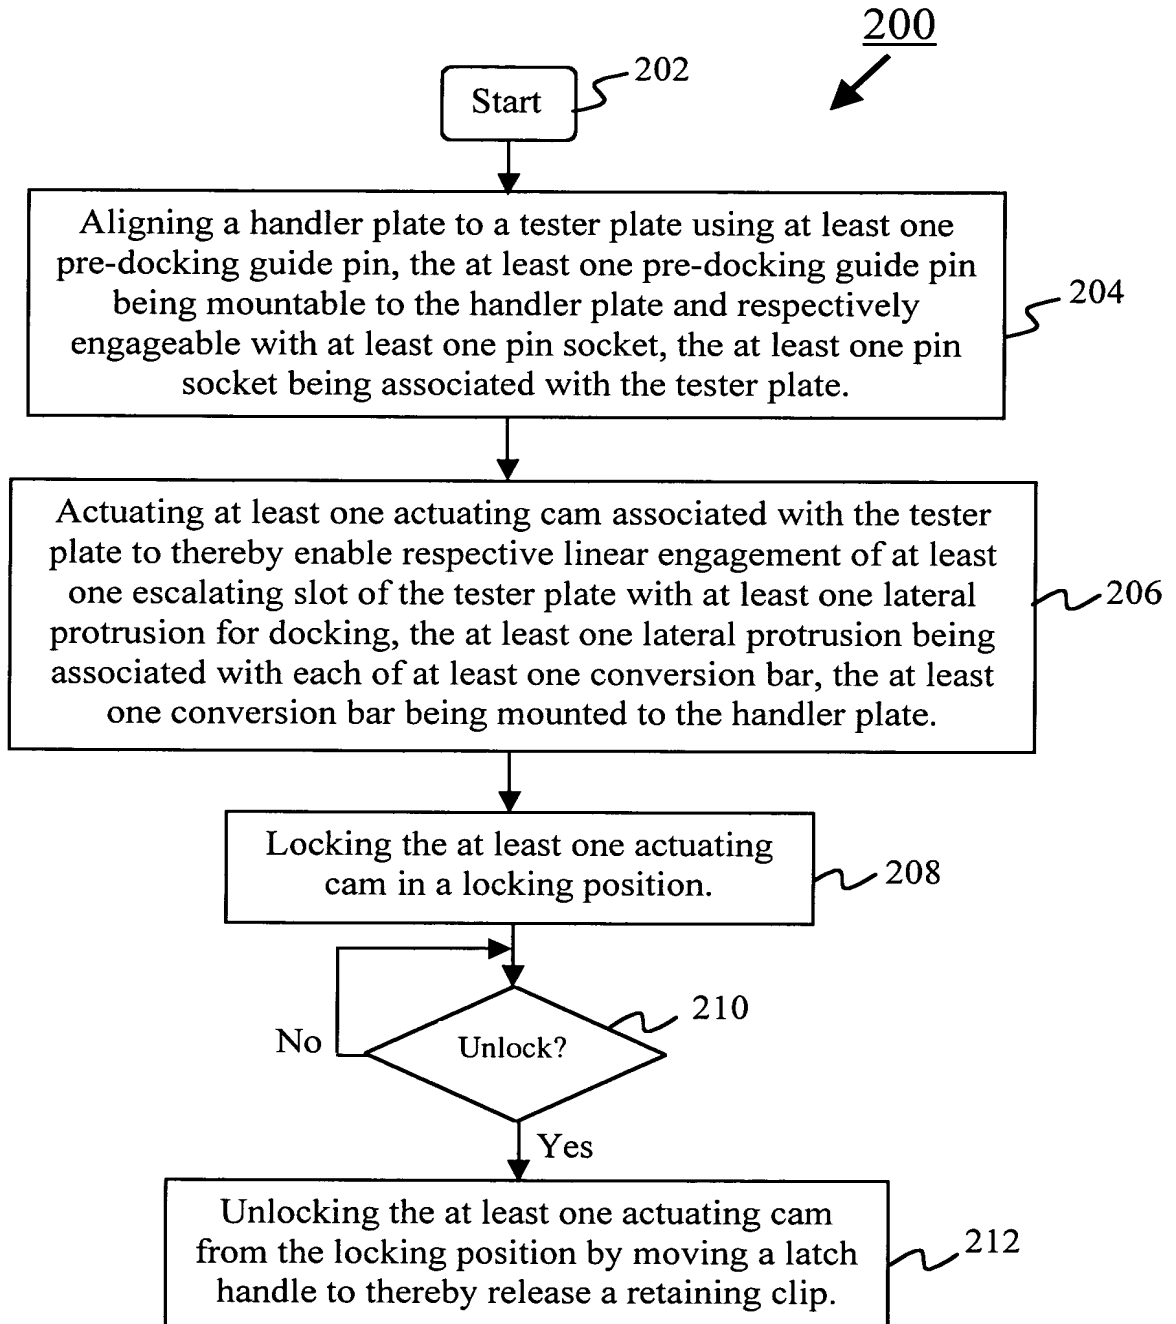 200
202
Start
Aligning a handler plate to a tester plate using at least one
pre-docking guide pin, the at least one pre-docking guide pin
being mountable to the handler plate and respectively
engageable with at least one pin socket, the at least one pin
socket being associated with the tester plate.
204
Actuating at least one actuating cam associated with the tester
plate to thereby enable respective linear engagement of at least
one escalating slot of the tester plate with at least one lateral
protrusion for docking, the at least one lateral protrusion being
associated with each of at least one conversion bar, the at least
one conversion bar being mounted to the handler plate.
206
Locking the at least one actuating
cam in a locking position.
208
210
No
Unlock?
Yes
Unlocking the at least one actuating cam
from the locking position by moving a latch
handle to thereby release a retaining clip.
212